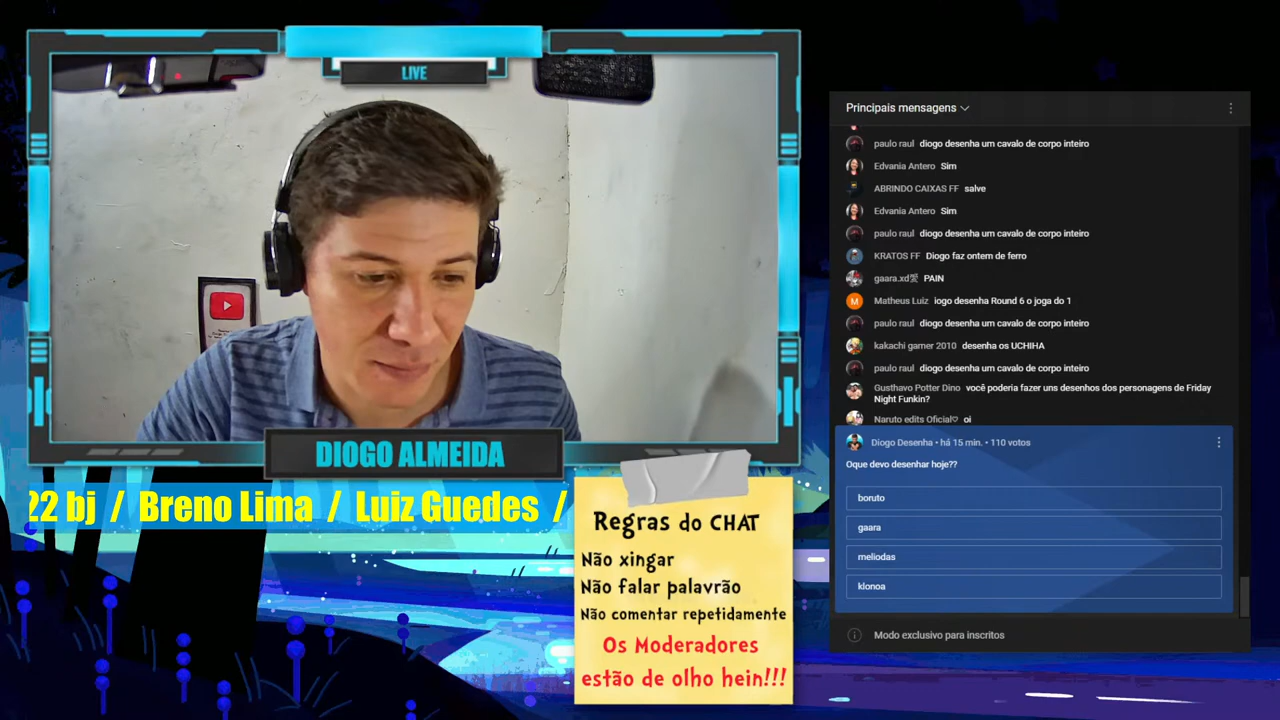 LIVE
DIOGO ALMEIDA
22 bj / Breno Lima / Luiz Guedes /
Regras do CHAT
Não xingar
Não falar palavrão
Não comentar repetidamente
Os Moderadores
estão de olho hein!!!
Principais mensagens
paulo raul diogo desenha um cavalo de corpo inteiro
Edvania Antero Sim
ABRINDO CAIXAS FF salve
Edvania Antero Sim
paulo raul diogo desenha um cavalo de corpo inteiro
KRATOS FF Diogo faz ontem de ferro
gaara.xd PAIN
M Matheus Luiz iogo desenha Round 6 o joga do 1
paulo raul diogo desenha um cavalo de corpo inteiro
kakachi gamer 2010 desenha os UCHIHA
paulo raul diogo desenha um cavalo de corpo inteiro
Gusthavo Potter Dino você poderia fazer uns desenhos dos personagens de Friday
Night Funkin?
Naruto edits Oficial♡ oi
Diogo Desenha • há 15 min. • 110 votos
Oque devo desenhar hoje??
boruto
gaara
meliodas
klonoa
Modo exclusivo para inscritos